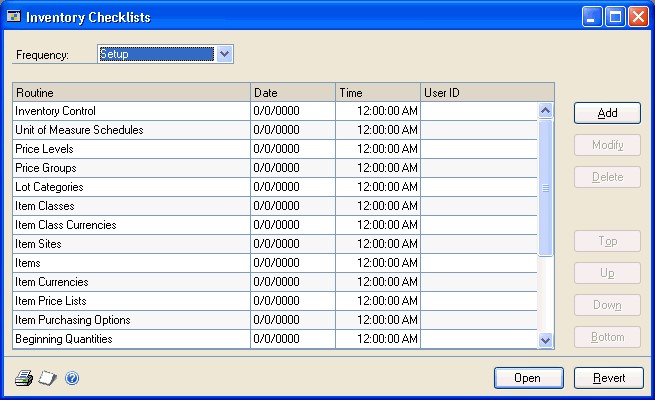 Inventory Checklists
Frequency: Setup
Routine Date Time User ID
Inventory Control 0/0/0000 12:00:00 AM
Unit of Measure Schedules 0/0/0000 12:00:00 AM
Price Levels 0/0/0000 12:00:00 AM
Price Groups 0/0/0000 12:00:00 AM
Lot Categories 0/0/0000 12:00:00 AM
Item Classes 0/0/0000 12:00:00 AM
Item Class Currencies 0/0/0000 12:00:00 AM
Item Sites 0/0/0000 12:00:00 AM
Items 0/0/0000 12:00:00 AM
Item Currencies 0/0/0000 12:00:00 AM
Item Price Lists 0/0/0000 12:00:00 AM
Item Purchasing Options 0/0/0000 12:00:00 AM
Beginning Quantities 0/0/0000 12:00:00 AM
Add
Modify
Delete
Top
Up
Down
Bottom
Open Revert